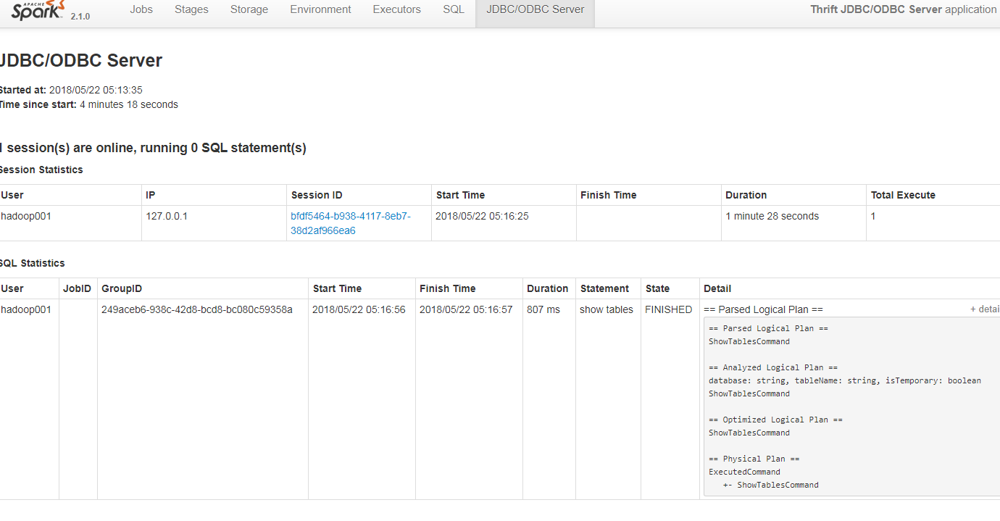 APACHE
Spark 2.1.0 Jobs Stages Storage Environment Executors SQL JDBC/ODBC Server Thrift JDBC/ODBC Server application
JDBC/ODBC Server
Started at: 2018/05/22 05:13:35
Time since start: 4 minutes 18 seconds
1 session(s) are online, running 0 SQL statement(s)
Session Statistics
User IP Session ID Start Time Finish Time Duration Total Execute
hadoop001 127.0.0.1 bfdf5464-b938-4117-8eb7- 2018/05/22 05:16:25 1 minute 28 seconds 1
38d2af966ea6
SQL Statistics
User JobID GroupID Start Time Finish Time Duration Statement State Detail
hadoop001 249aceb6-938c-42d8-bcd8-bc080c59358a 2018/05/22 05:16:56 2018/05/22 05:16:57 807 ms show tables FINISHED == Parsed Logical Plan == + detai
== Parsed Logical Plan ==
ShowTablesCommand
== Analyzed Logical Plan ==
database: string, tableName: string, isTemporary: boolean
ShowTablesCommand
== Optimized Logical Plan ==
ShowTablesCommand
== Physical Plan ==
ExecutedCommand
+- ShowTablesCommand